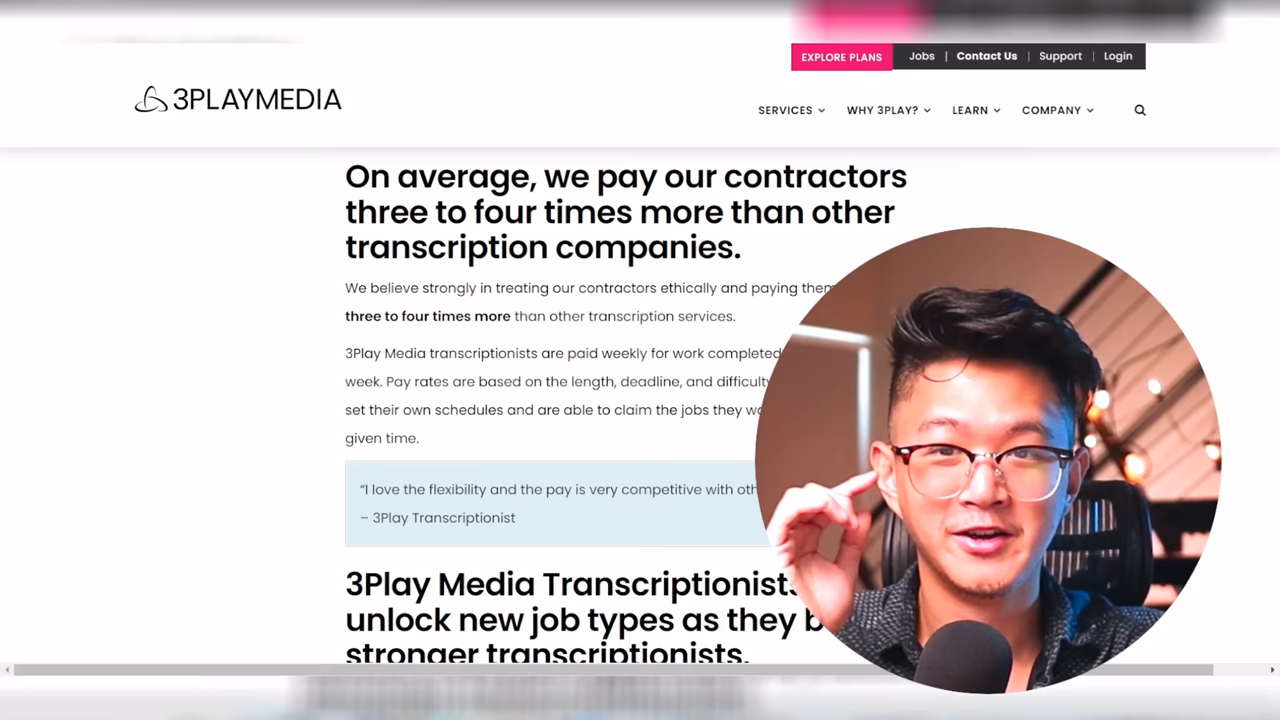 EXPLORE PLANS Jobs | Contact Us | Support | Login
3PLAYMEDIA
SERVICES WHY 3PLAY? LEARN COMPANY
On average, we pay our contractors
three to four times more than other
transcription companies.
We believe strongly in treating our contractors ethically and paying them
three to four times more than other transcription services.
3Play Media transcriptionists are paid weekly for work completed
week. Pay rates are based on the length, deadline, and difficulty
set their own schedules and are able to claim the jobs they
given time.
“I love the flexibility and the pay is very competitive with
– 3Play Transcriptionist
3Play Media Transcriptionists
unlock new job types as they
stronger transcriptionists.